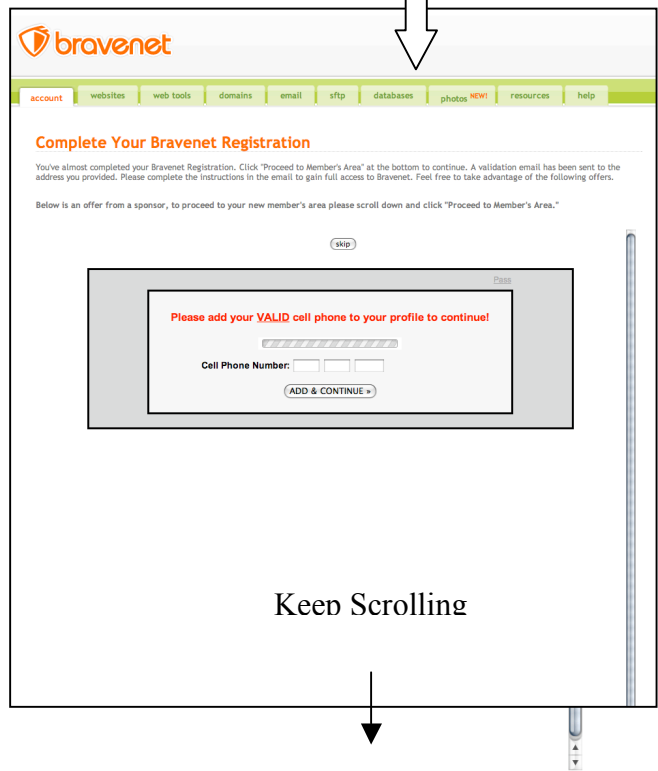 bravenet
account websites web tools domains email sftp databases photos NEW! resources help
Complete Your Bravenet Registration
You've almost completed your Bravenet Registration. Click "Proceed to Member's Area" at the bottom to continue. A validation email has been sent to the
address you provided. Please complete the instructions in the email to gain full access to Bravenet. Feel free to take advantage of the following offers.
Below is an offer from a sponsor, to proceed to your new member's area please scroll down and click "Proceed to Member's Area."
skip
Pass
Please add your VALID cell phone to your profile to continue!
Cell Phone Number:
ADD & CONTINUE »
Keep Scrolling